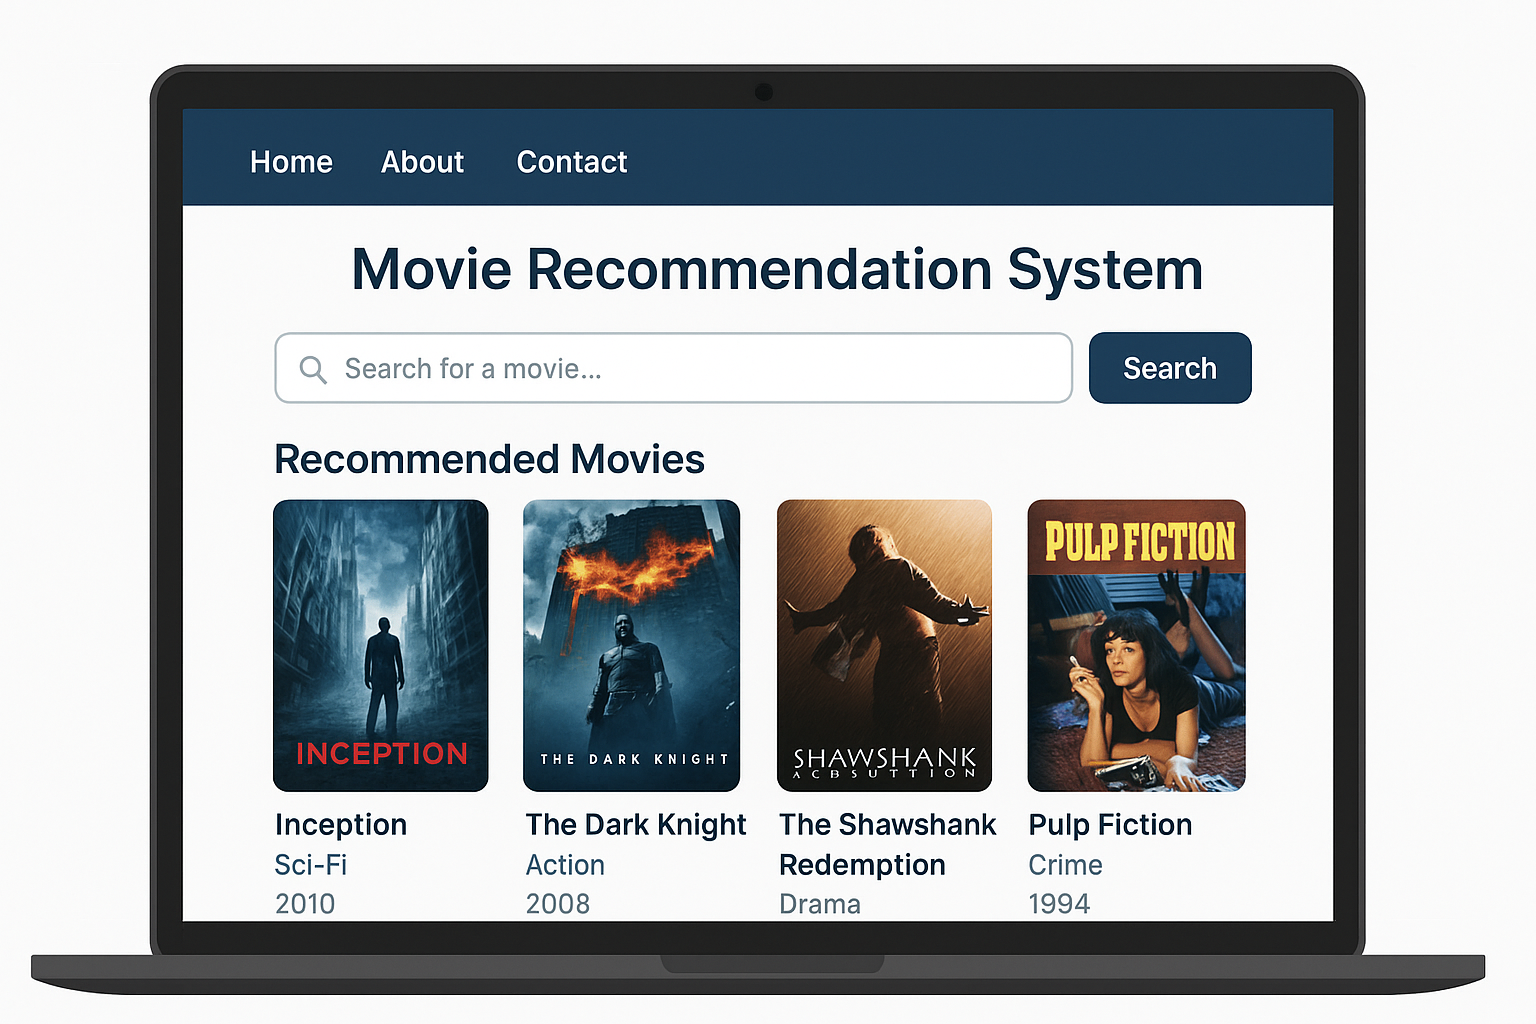 Home About Contact
Movie Recommendation System
Search for a movie...
Search
Recommended Movies
INCEPTION
THE DARK KNIGHT
SHAWSHANK
ACBSUTTION
PULP FICTION
Inception
Sci-Fi
2010
The Dark Knight
Action
2008
The Shawshank
Redemption
Drama
Pulp Fiction
Crime
1994